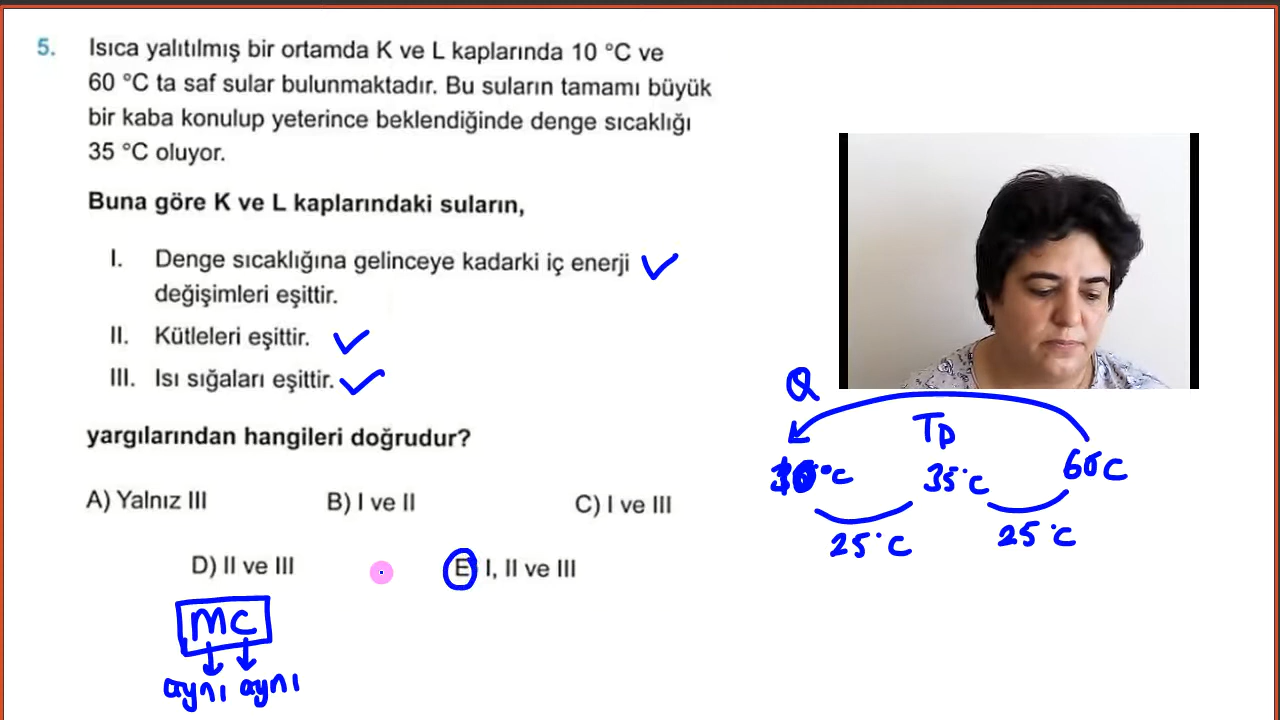 5. Isıca yalıtılmış bir ortamda K ve L kaplarında 10 °C ve
60 °C ta saf sular bulunmaktadır. Bu suların tamamı büyük
bir kaba konulup yeterince beklendiğinde denge sıcaklığı
35 °C oluyor.
Buna göre K ve L kaplarındaki suların,
I. Denge sıcaklığına gelinceye kadarki iç enerji
değişimleri eşittir.
II. Kütleleri eşittir.
III. Isı sığaları eşittir.
yargılarından hangileri doğrudur?
A) Yalnız III B) I ve II C) I ve III
D) II ve III E) I, II ve III
mc
aynı aynı
Q
TD
10°C 35°C 60°C
25°C 25°C